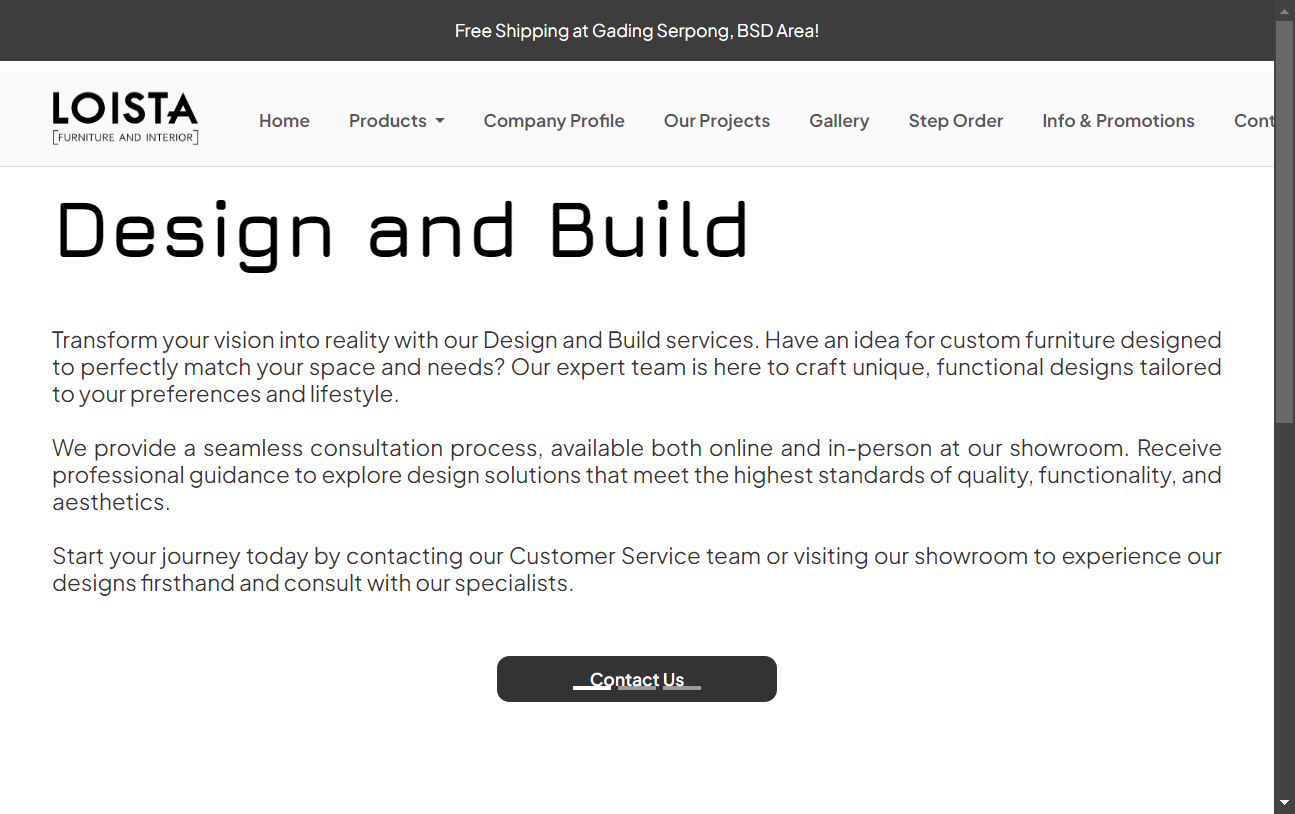 Free Shipping at Gading Serpong, BSD Area!
LOISTA
[FURNITURE AND INTERIOR]
Home Products Company Profile Our Projects Gallery Step Order Info & Promotions Cont
Design and Build
Transform your vision into reality with our Design and Build services. Have an idea for custom furniture designed
to perfectly match your space and needs? Our expert team is here to craft unique, functional designs tailored
to your preferences and lifestyle.
We provide a seamless consultation process, available both online and in-person at our showroom. Receive
professional guidance to explore design solutions that meet the highest standards of quality, functionality, and
aesthetics.
Start your journey today by contacting our Customer Service team or visiting our showroom to experience our
designs firsthand and consult with our specialists.
Contact Us